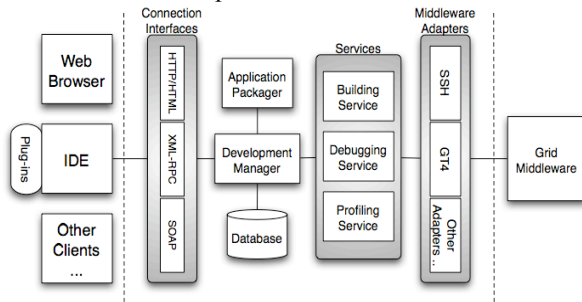 Connection
Interfaces
Middleware
Adapters
Services
Web
Browser
Plug-ins
IDE
Other
Clients
...
HTTP/HTML
XML-RPC
SOAP
Application
Packager
Development
Manager
Database
Building
Service
Debugging
Service
Profiling
Service
SSH
GT4
Other
Adapters ..
Grid
Middleware